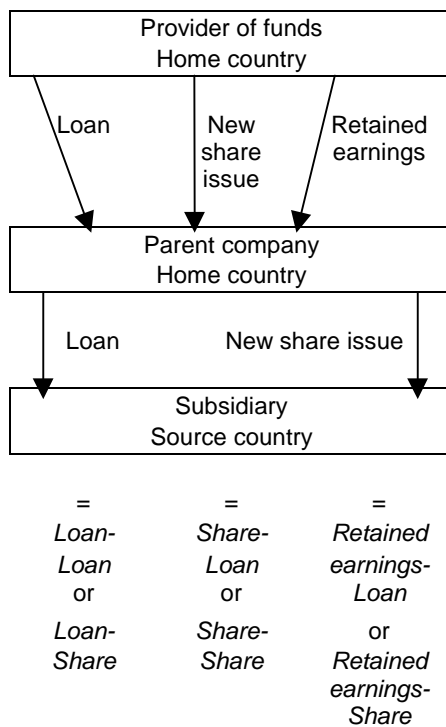 Provider of funds
Home country
Loan
New
share
issue
Retained
earnings
Parent company
Home country
Loan
New share issue
Subsidiary
Source country
=
Loan-
Loan
or
Loan-
Share
=
Share-
Loan
or
Share-
Share
=
Retained
earnings-
Loan
or
Retained
earnings-
Share